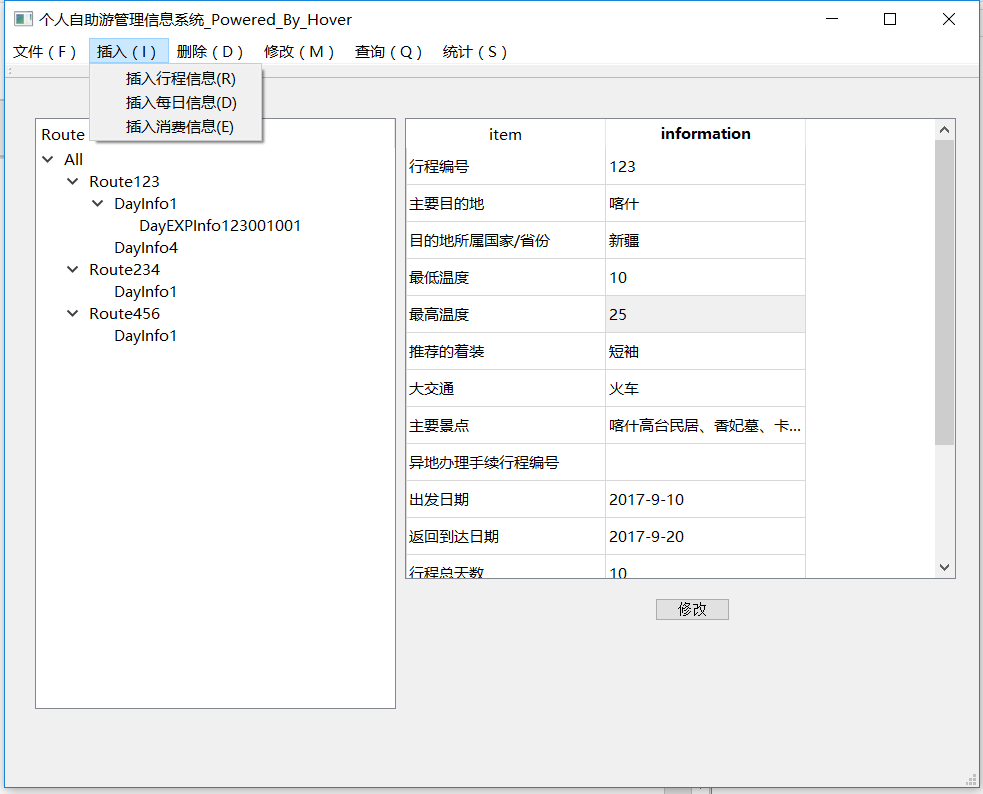 个人自助游管理信息系统_Powered_By_Hover
文件 ( F ) 插入 ( I ) 删除 ( D ) 修改 ( M ) 查询 ( Q ) 统计 ( S )
插入行程信息(R)
插入每日信息(D)
插入消费信息(E)
Route
All
Route123
DayInfo1
DayEXPInfo123001001
DayInfo4
Route234
DayInfo1
Route456
DayInfo1
item information
行程编号 123
主要目的地 喀什
目的地所属国家/省份 新疆
最低温度 10
最高温度 25
推荐的着装 短袖
大交通 火车
主要景点 喀什高台民居、香妃墓、卡...
异地办理手续行程编号
出发日期 2017-9-10
返回到达日期 2017-9-20
行程总天数 10
修改